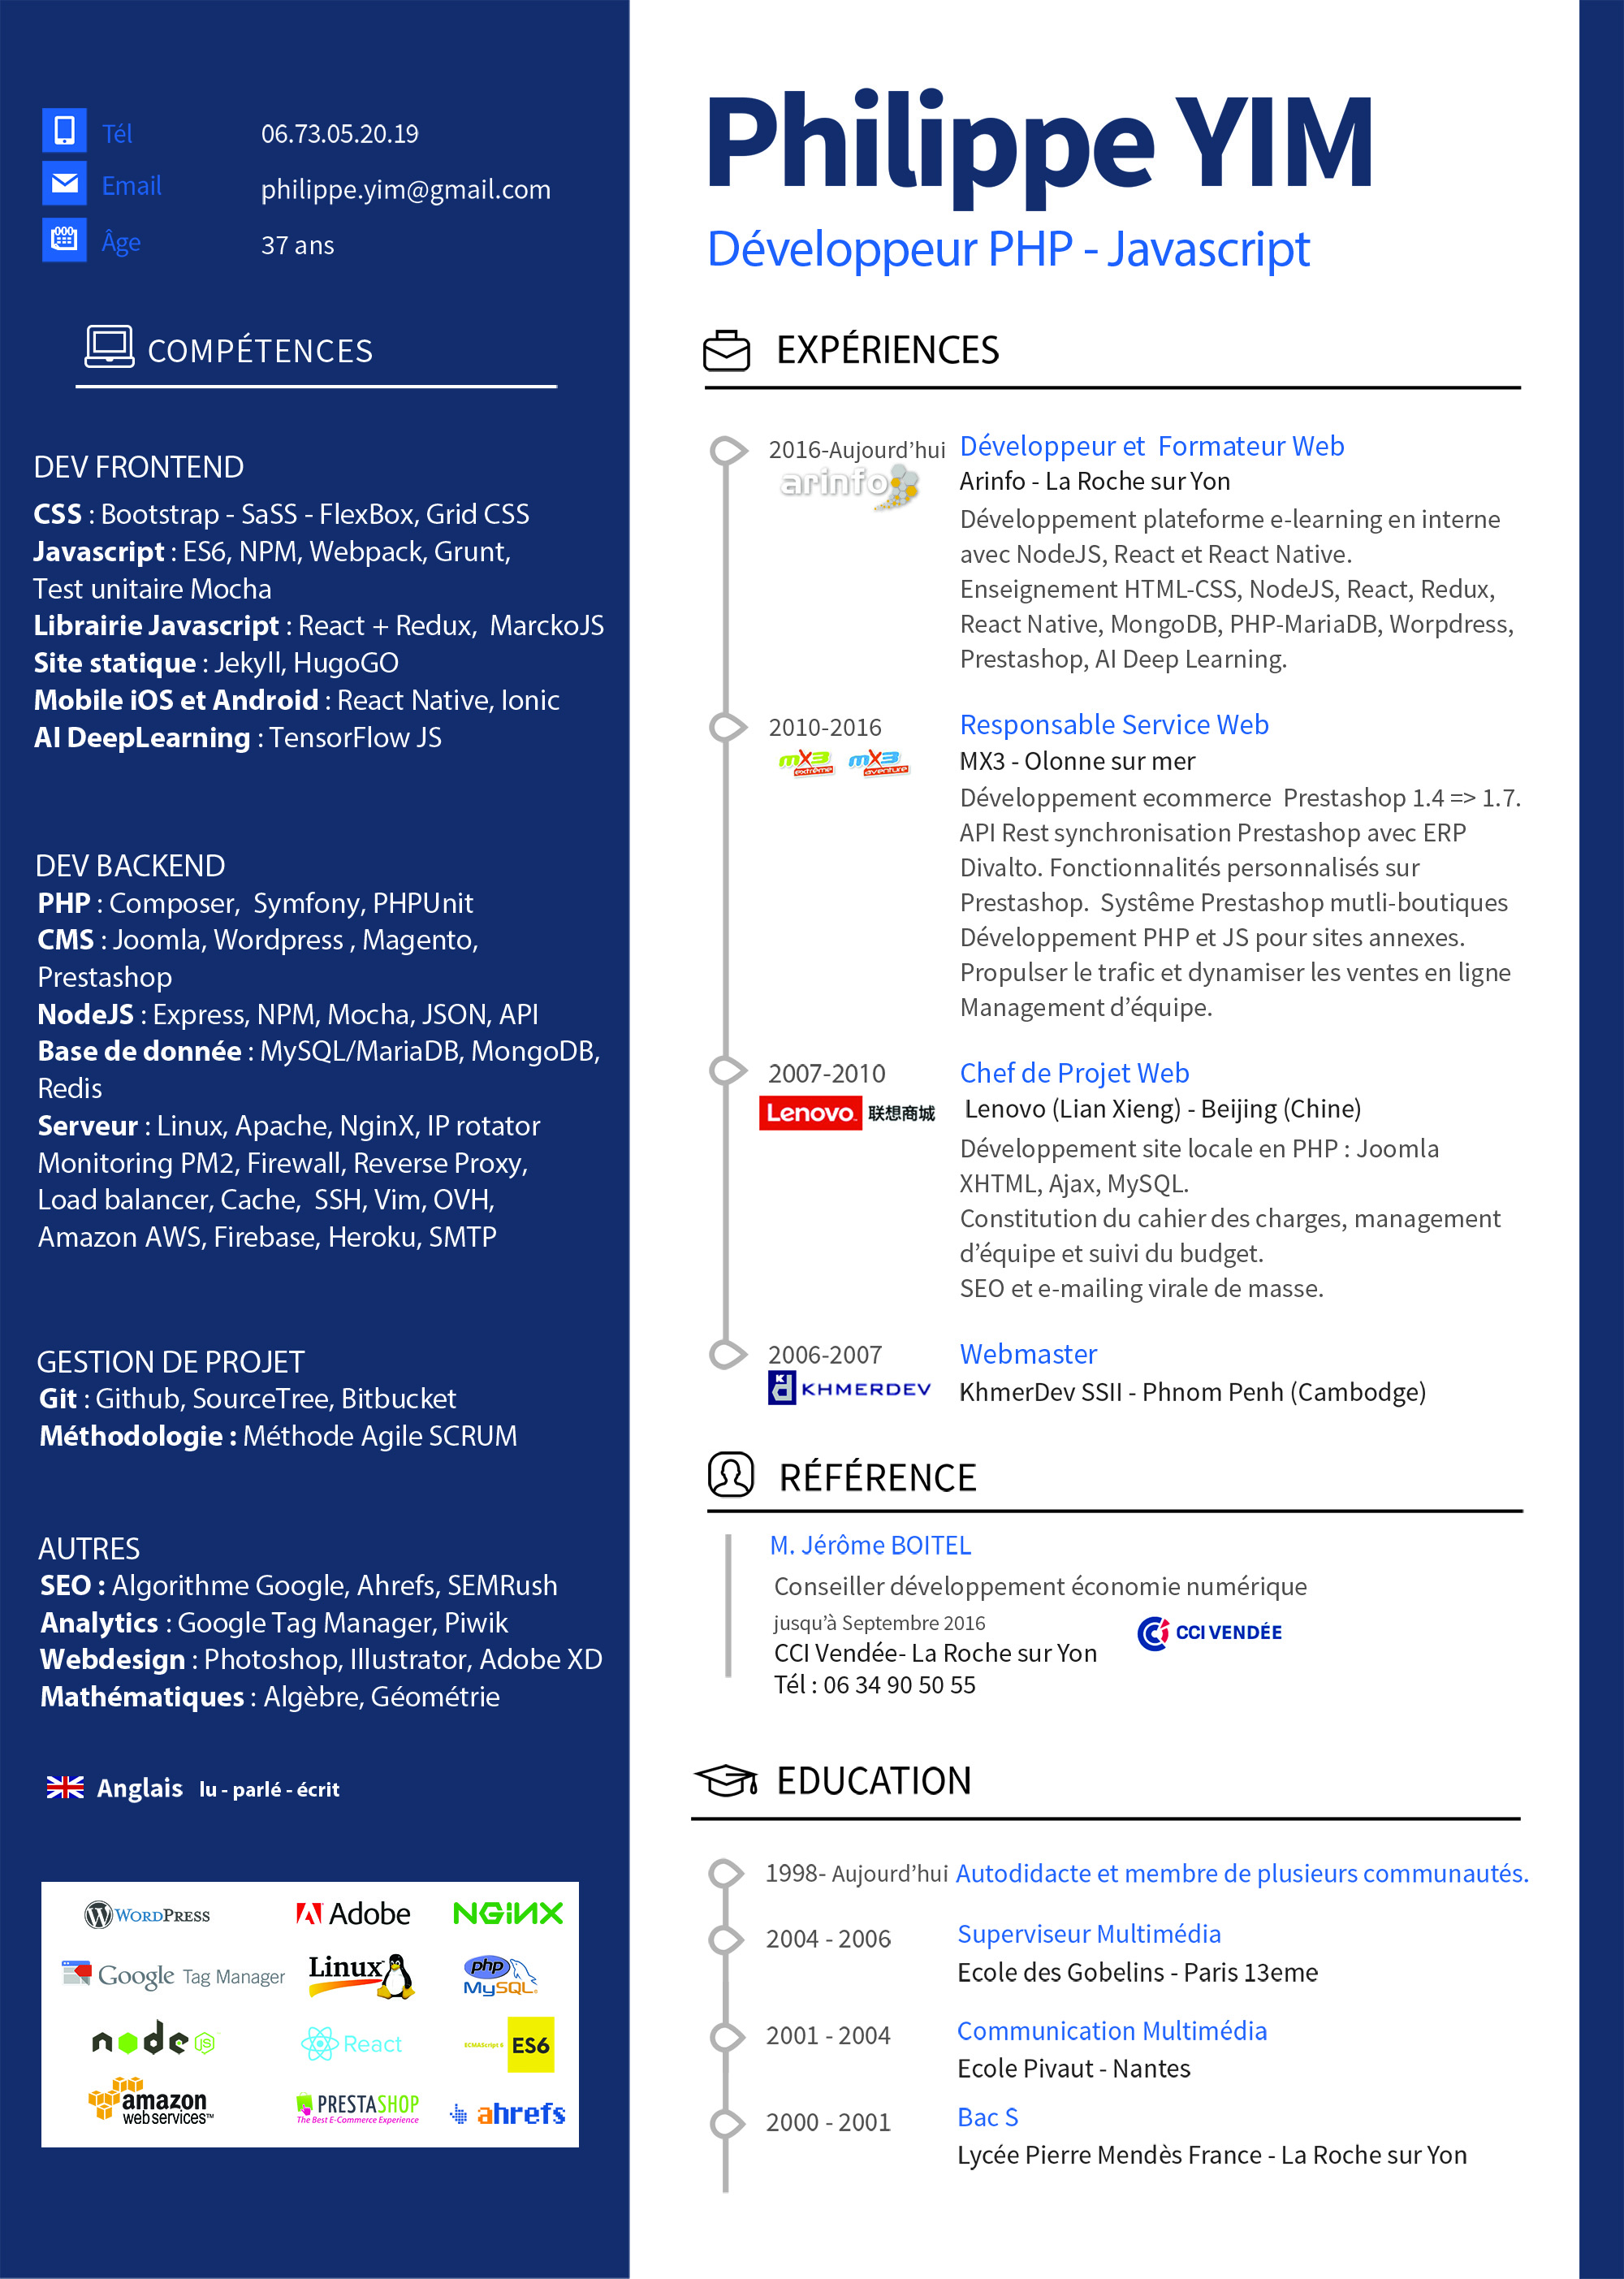 Tél 06.73.05.20.19
Email philippe.yim@gmail.com
Âge 37 ans
COMPÉTENCES
DEV FRONTEND
CSS : Bootstrap - SaSS - FlexBox, Grid CSS
Javascript : ES6, NPM, Webpack, Grunt,
Test unitaire Mocha
Librairie Javascript : React + Redux, MarckoJS
Site statique : Jekyll, HugoGO
Mobile iOS et Android : React Native, Ionic
AI DeepLearning : TensorFlow JS
DEV BACKEND
PHP : Composer, Symfony, PHPUnit
CMS : Joomla, Wordpress , Magento,
Prestashop
NodeJS : Express, NPM, Mocha, JSON, API
Base de donnée : MySQL/MariaDB, MongoDB,
Redis
Serveur : Linux, Apache, NginX, IP rotator
Monitoring PM2, Firewall, Reverse Proxy,
Load balancer, Cache, SSH, Vim, OVH,
Amazon AWS, Firebase, Heroku, SMTP
GESTION DE PROJET
Git : Github, SourceTree, Bitbucket
Méthodologie : Méthode Agile SCRUM
AUTRES
SEO : Algorithme Google, Ahrefs, SEMRush
Analytics : Google Tag Manager, Piwik
Webdesign : Photoshop, Illustrator, Adobe XD
Mathématiques : Algèbre, Géométrie
Anglais lu - parlé - écrit
WORDPRESS Adobe NGINX
Google Tag Manager Linux php MySQL
node JS React ECMAScript 6 ES6
amazon webservices™ PRESTASHOP The Best E-Commerce Experience ahrefs
Philippe YIM
Développeur PHP - Javascript
EXPÉRIENCES
2016-Aujourd’hui Développeur et Formateur Web
arinfo Arinfo - La Roche sur Yon
Développement plateforme e-learning en interne
avec NodeJS, React et React Native.
Enseignement HTML-CSS, NodeJS, React, Redux,
React Native, MongoDB, PHP-MariaDB, Worpdress,
Prestashop, AI Deep Learning.
2010-2016 Responsable Service Web
mx3 extrême mx3 aventure MX3 - Olonne sur mer
Développement ecommerce Prestashop 1.4 => 1.7.
API Rest synchronisation Prestashop avec ERP
Divalto. Fonctionnalités personnalisés sur
Prestashop. Système Prestashop mutli-boutiques
Développement PHP et JS pour sites annexes.
Propulser le trafic et dynamiser les ventes en ligne
Management d’équipe.
2007-2010 Chef de Projet Web
Lenovo 联想商城 Lenovo (Lian Xieng) - Beijing (Chine)
Développement site locale en PHP : Joomla
XHTML, Ajax, MySQL.
Constitution du cahier des charges, management
d’équipe et suivi du budget.
SEO et e-mailing virale de masse.
2006-2007 Webmaster
KHMERDEV KhmerDev SSII - Phnom Penh (Cambodge)
RÉFÉRENCE
M. Jérôme BOITEL
Conseiller développement économie numérique
jusqu’à Septembre 2016
CCI VENDÉE
CCI Vendée- La Roche sur Yon
Tél : 06 34 90 50 55
EDUCATION
1998- Aujourd’hui Autodidacte et membre de plusieurs communautés.
2004 - 2006 Superviseur Multimédia
Ecole des Gobelins - Paris 13eme
2001 - 2004 Communication Multimédia
Ecole Pivaut - Nantes
2000 - 2001 Bac S
Lycée Pierre Mendès France - La Roche sur Yon